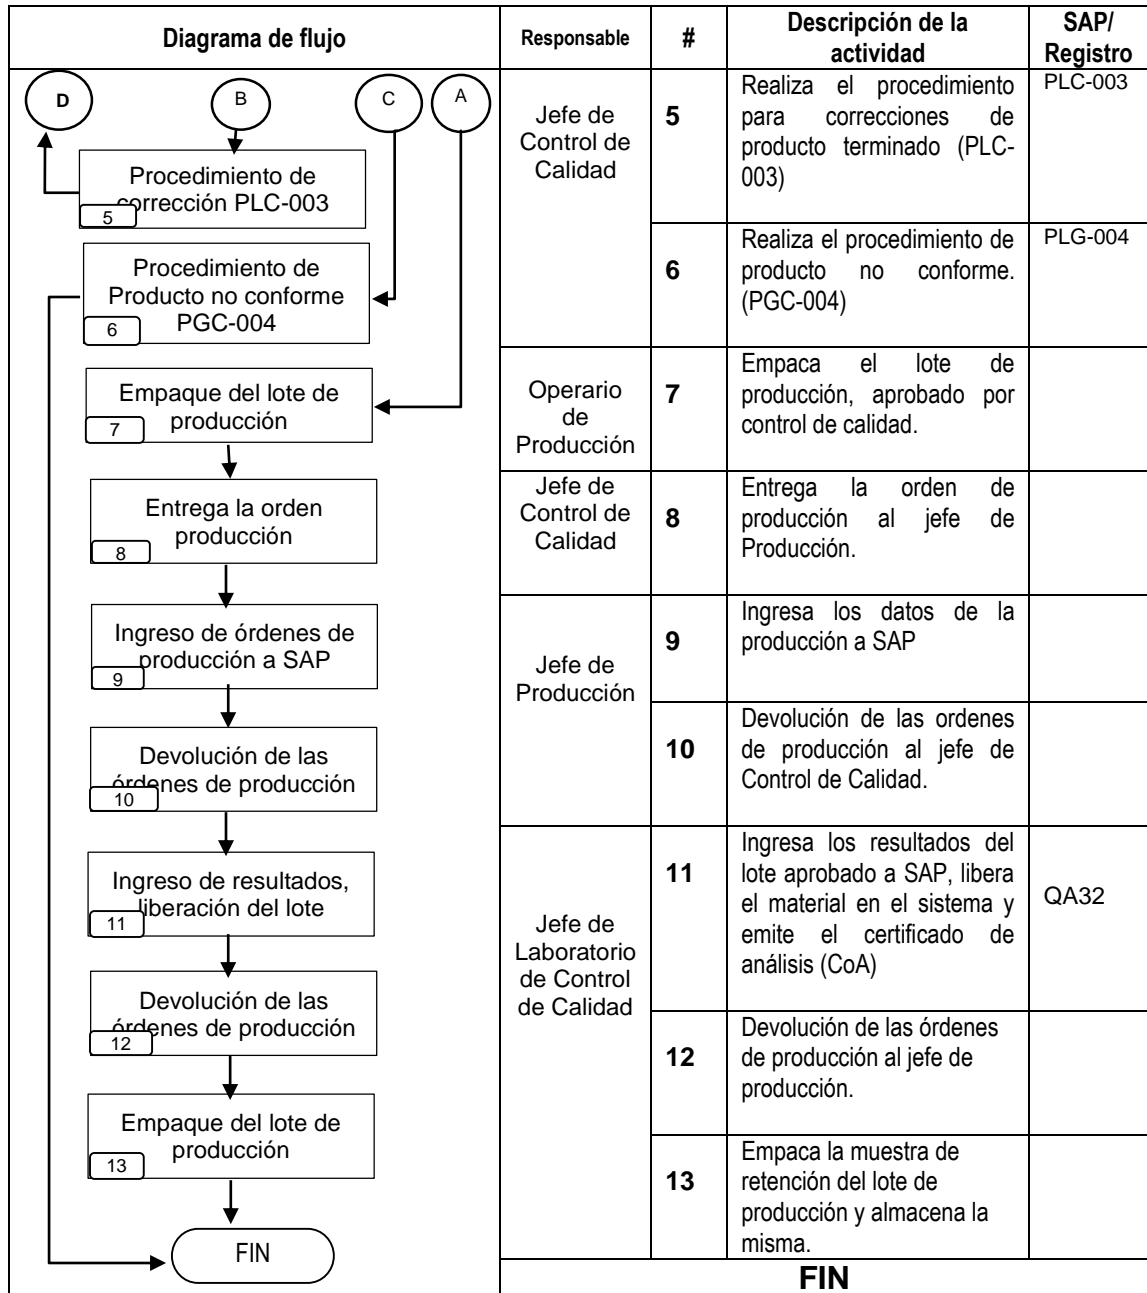 Diagrama de flujo
Responsable
#
Descripción de la
actividad
SAP/
Registro
D
B
C
A
Procedimiento de
corrección PLC-003
5
Procedimiento de
Producto no conforme
PGC-004
6
Empaque del lote de
producción
7
Entrega la orden
producción
8
Ingreso de órdenes de
producción a SAP
9
Devolución de las
órdenes de producción
10
Ingreso de resultados,
liberación del lote
11
Devolución de las
órdenes de producción
12
Empaque del lote de
producción
13
FIN
Jefe de
Control de
Calidad
5
Realiza el procedimiento
para correcciones de
producto terminado (PLC-
003)
PLC-003
6
Realiza el procedimiento de
producto no conforme.
(PGC-004)
PLG-004
Operario
de
Producción
7
Empaca el lote de
producción, aprobado por
control de calidad.
Jefe de
Control de
Calidad
8
Entrega la orden de
producción al jefe de
Producción.
Jefe de
Producción
9
Ingresa los datos de la
producción a SAP
10
Devolución de las ordenes
de producción al jefe de
Control de Calidad.
Jefe de
Laboratorio
de Control
de Calidad
11
Ingresa los resultados del
lote aprobado a SAP, libera
el material en el sistema y
emite el certificado de
análisis (CoA)
QA32
12
Devolución de las órdenes
de producción al jefe de
producción.
13
Empaca la muestra de
retención del lote de
producción y almacena la
misma.
FIN